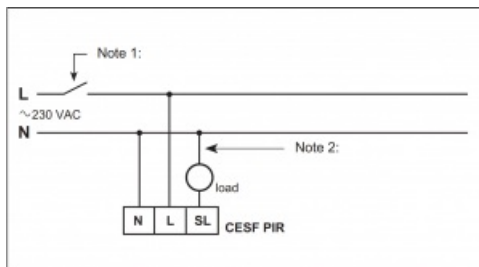 Note 1:
L
~230 VAC
N
Note 2:
load
N L SL CESF PIR